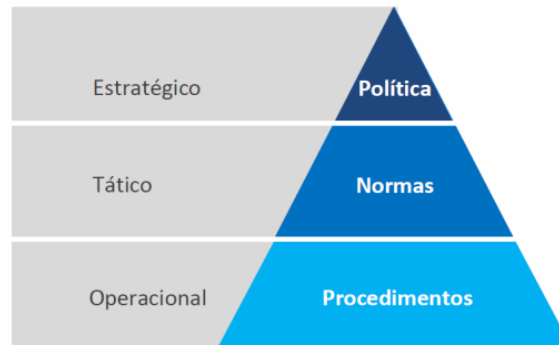 Estratégico
Política
Tático
Normas
Operacional
Procedimentos